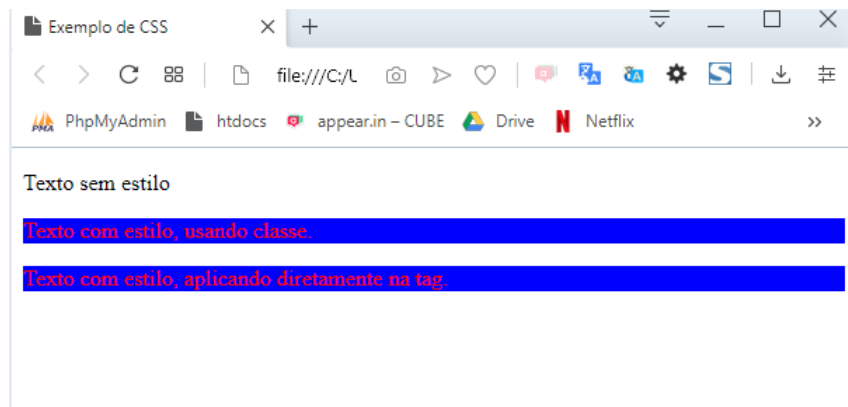 Exemplo de CSS
file:///C:/U
PhpMyAdmin htdocs appear.in – CUBE Drive Netflix
Texto sem estilo
Texto com estilo, usando classe.
Texto com estilo, aplicando diretamente na tag.